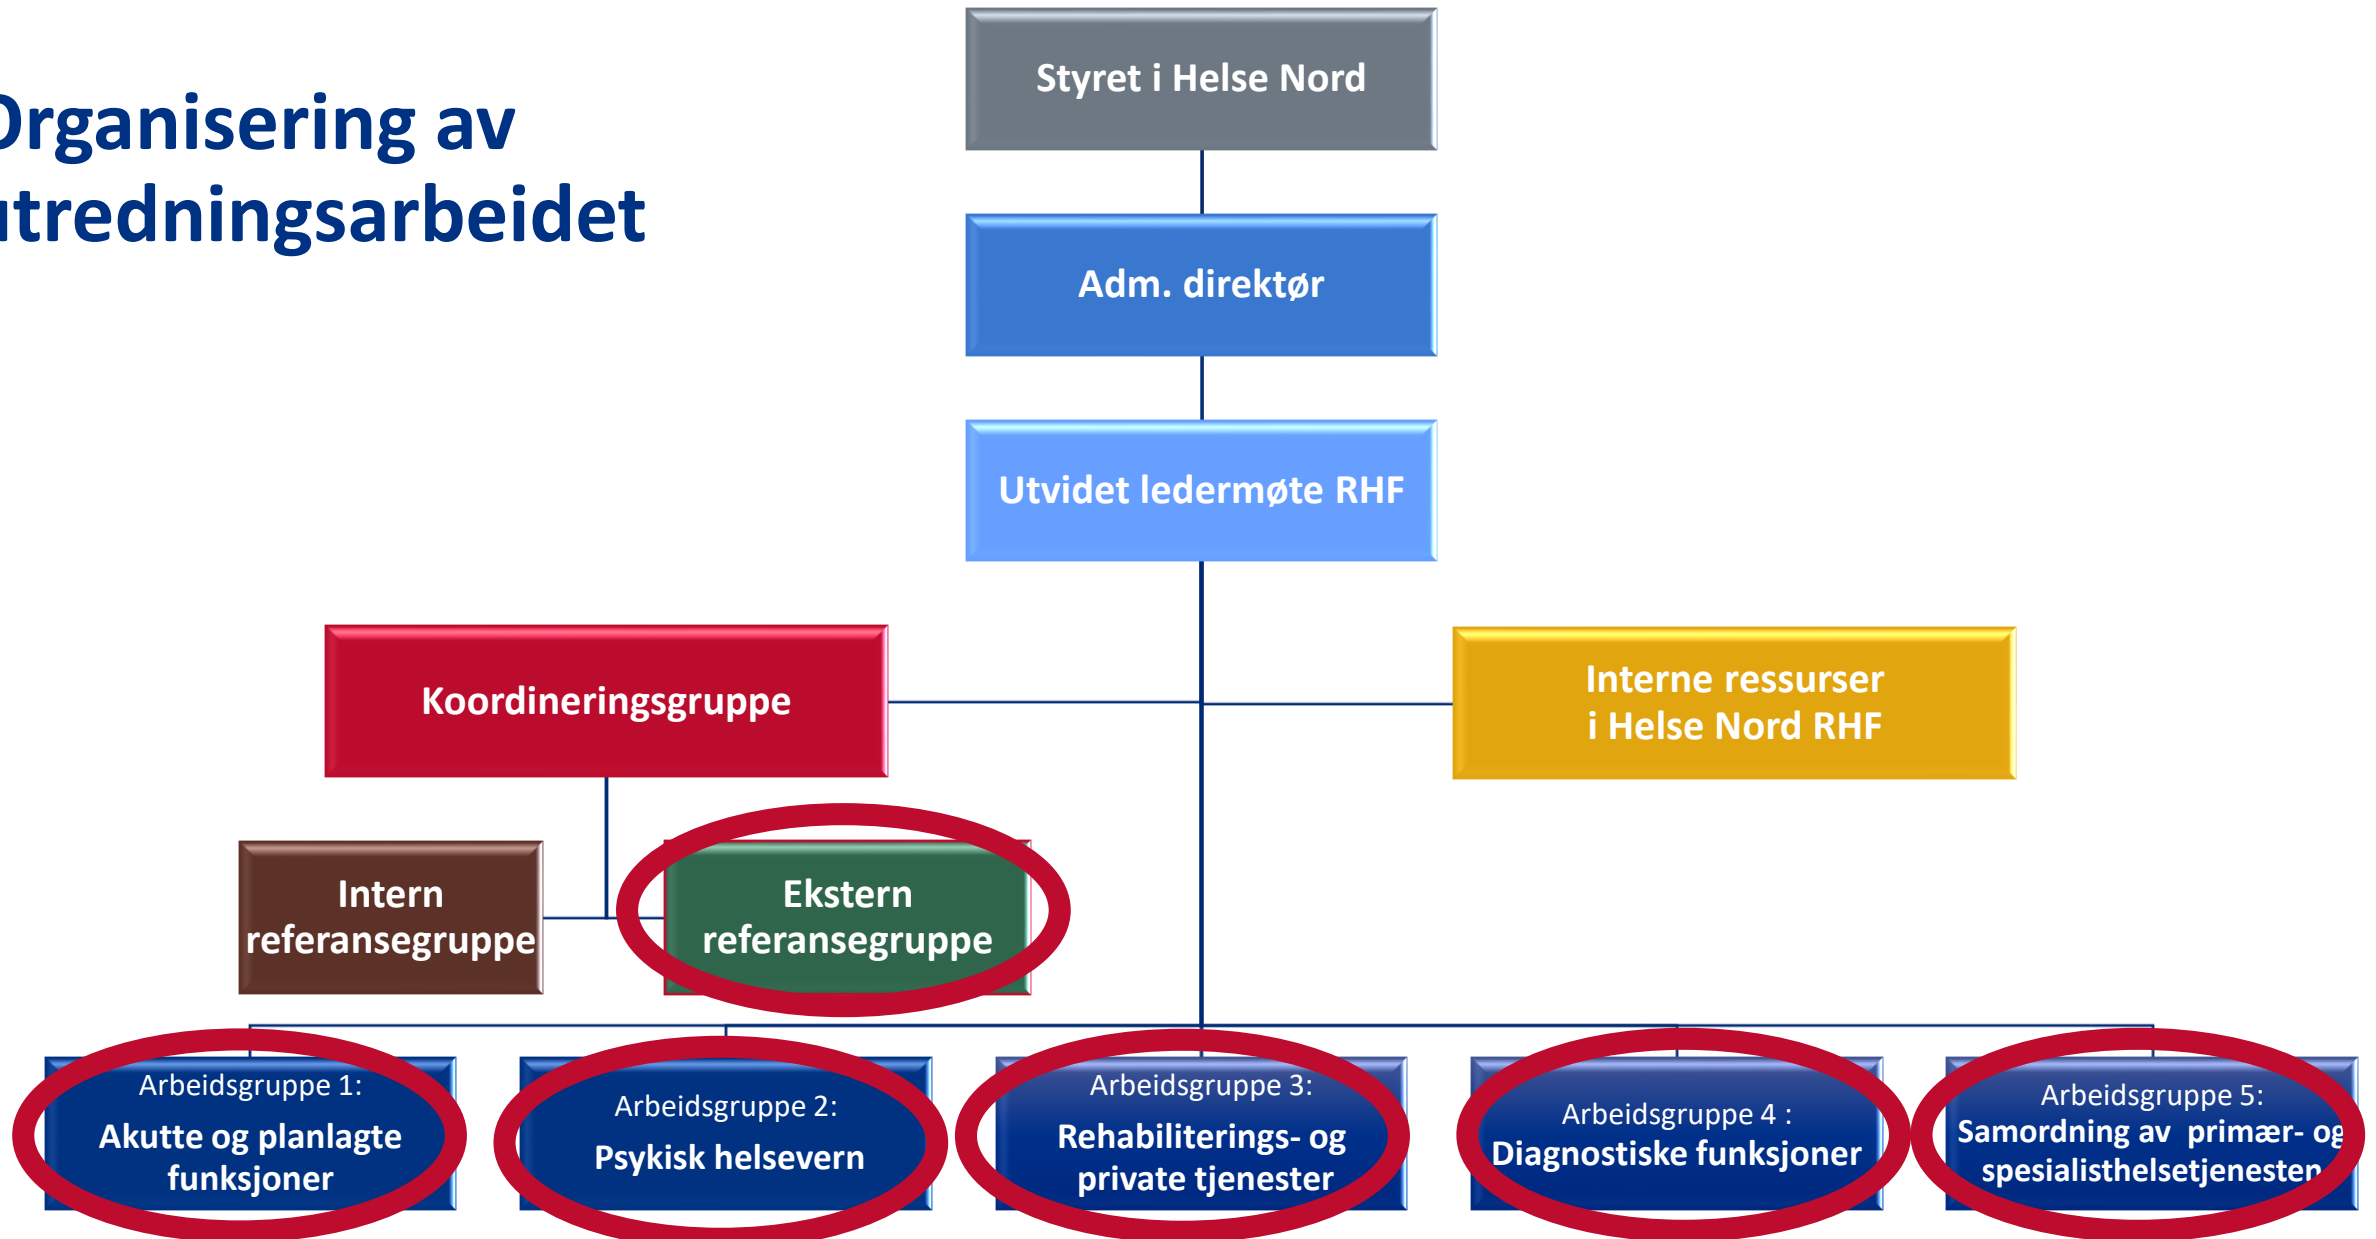 Organisering av
utredningsarbeidet
Styret i Helse Nord
Adm. direktør
Utvidet ledermøte RHF
Koordineringsgruppe
Interne ressurser
i Helse Nord RHF
Intern
referansegruppe
Ekstern
referansegruppe
Arbeidsgruppe 1:
Akutte og planlagte
funksjoner
Arbeidsgruppe 2:
Psykisk helsevern
Arbeidsgruppe 3:
Rehabiliterings- og
private tjenester
Arbeidsgruppe 4 :
Diagnostiske funksjoner
Arbeidsgruppe 5:
Samordning av  primær- og
spesialisthelsetjenesten